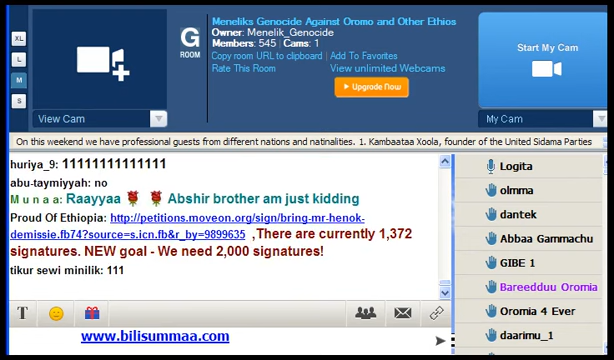 XL
L
M
S
View Cam
G
ROOM
Meneliks Genocide Against Oromo and Other Ethios
Owner: Menelik_Genocide
Members: 545 | Cams: 1
Copy room URL to clipboard | Add To Favorites
Rate This Room View unlimited Webcams
Upgrade Now
Start My Cam
My Cam
On this weekend we have professional guests from different nations and natinalities. 1. Kambaataa Xoola, founder of the United Sidama Parties
huriya_9: 11111111111111
abu-taymiyyah: no
Munaa: Raayyaa Abshir brother am just kidding
Proud Of Ethiopia: http://petitions.moveon.org/sign/bring-mr-henok-
demissie.fb74?source=s.icn.fb&r_by=9899635 ,There are currently 1,372
signatures. NEW goal - We need 2,000 signatures!
tikur sewi minilik: 111
T
www.bilisummaa.com
Logita
olmma
dantek
Abbaa Gammachu
GIBE 1
Bareedduu Oromia
Oromia 4 Ever
daarimu_1